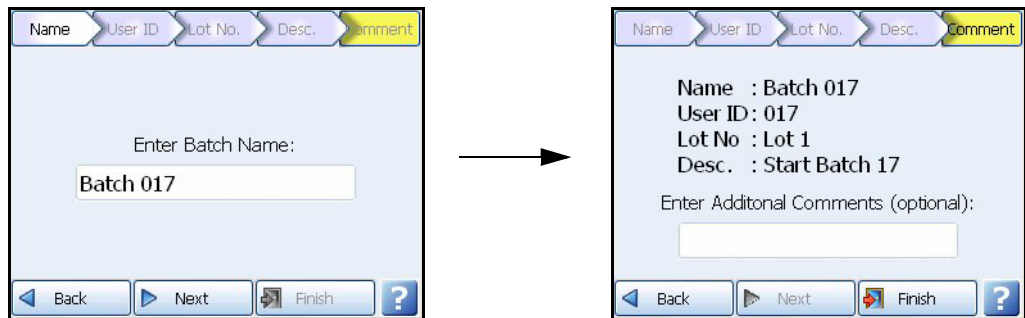 Name User ID Lot No. Desc. omment
Enter Batch Name:
Batch 017
Back Next Finish ?
Name User ID Lot No. Desc. Comment
Name : Batch 017
User ID : 017
Lot No : Lot 1
Desc. : Start Batch 17
Enter Additonal Comments (optional):
Back Next Finish ?